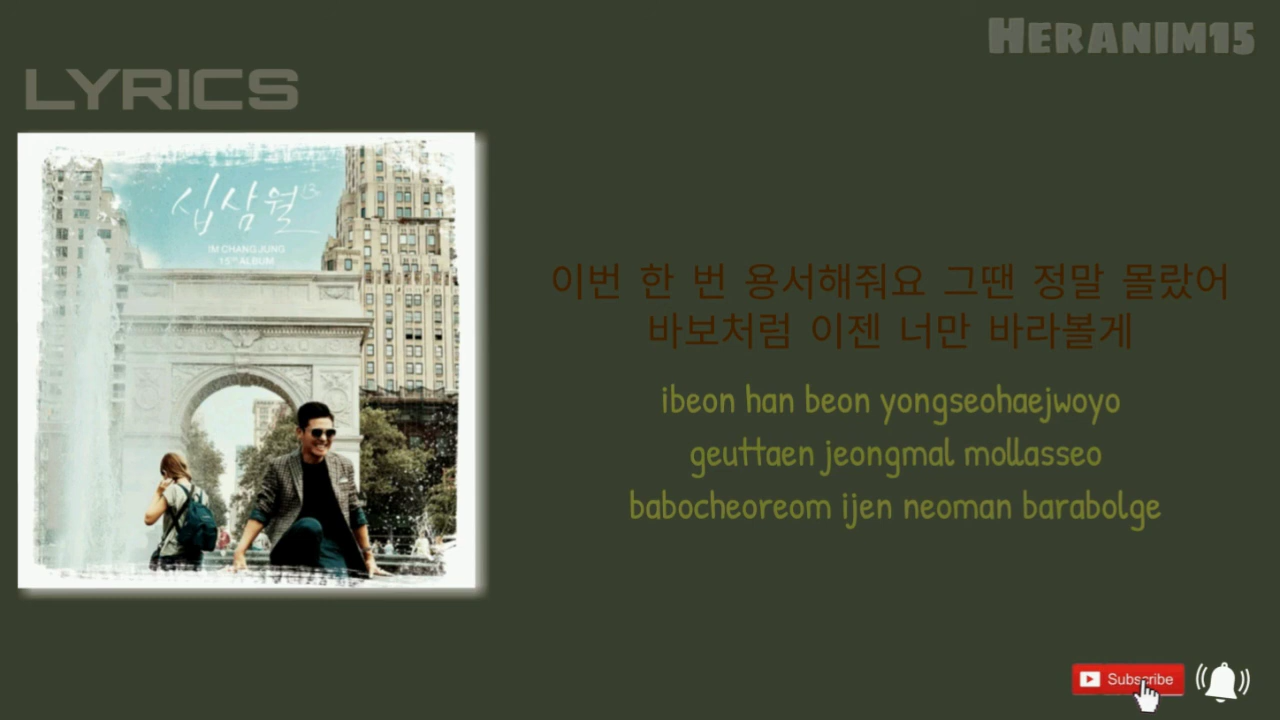 HERANIM15
LYRICS
십삼월 13.
IM CHANG JUNG
15TH ALBUM
이번 한 번 용서해줘요 그땐 정말 몰랐어
바보처럼 이젠 너만 바라볼게
ibeon han beon yongseohaejwoyo
geuttaen jeongmal mollasseo
babocheoreom ijen neoman barabolge
Subscribe